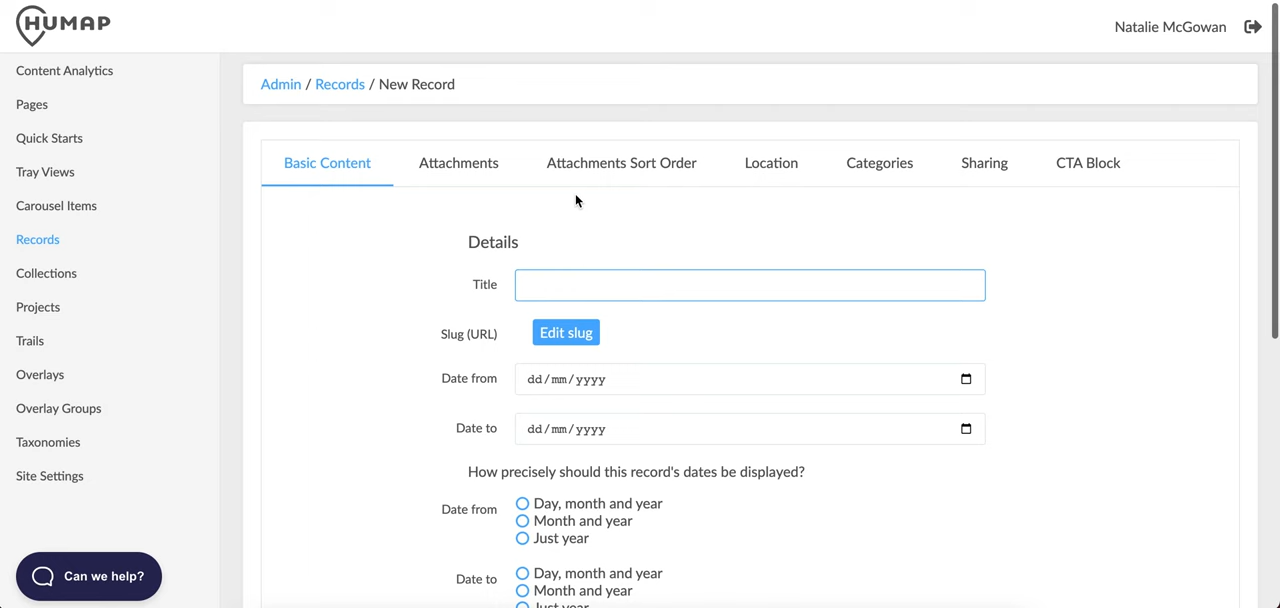 HUMAP
Natalie McGowan
Content Analytics
Pages
Quick Starts
Tray Views
Carousel Items
Records
Collections
Projects
Trails
Overlays
Overlay Groups
Taxonomies
Site Settings
Can we help?
Admin / Records / New Record
Basic Content Attachments Attachments Sort Order Location Categories Sharing CTA Block
Details
Title
Slug (URL) Edit slug
Date from dd/mm/yyyy
Date to dd/mm/yyyy
How precisely should this record's dates be displayed?
Date from Day, month and year
Month and year
Just year
Date to Day, month and year
Month and year
Just year